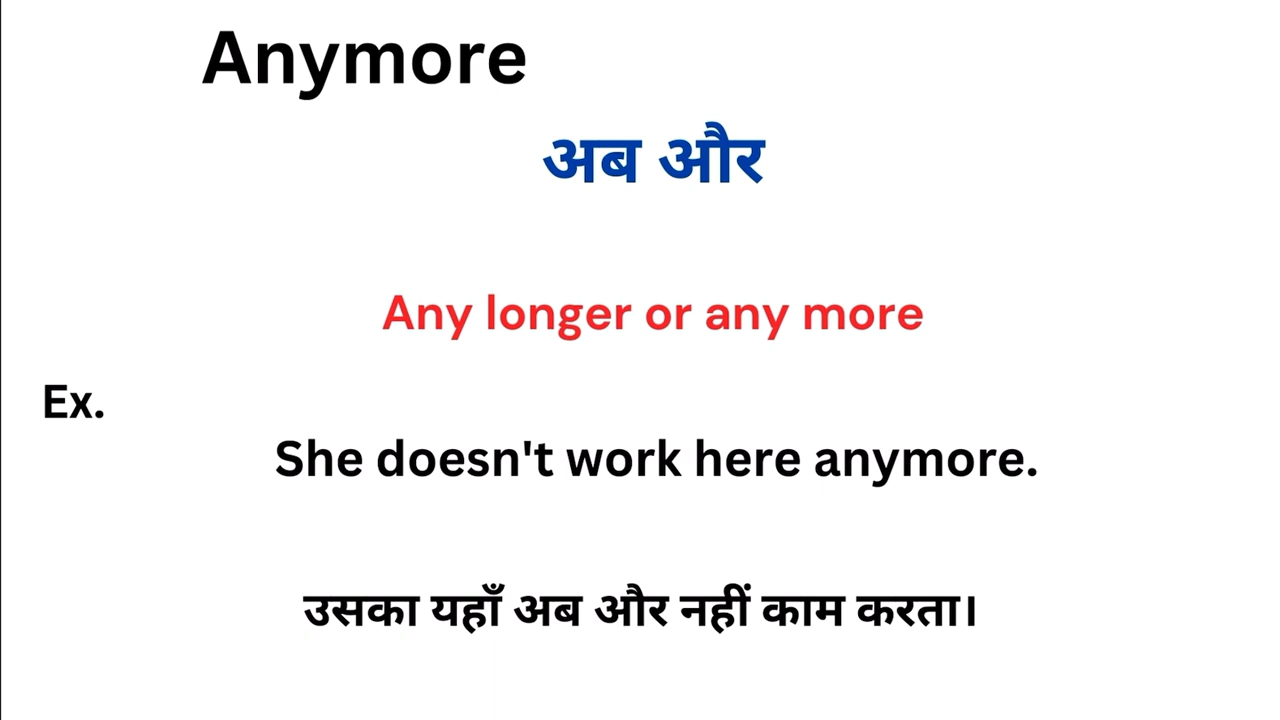 Anymore
अब और
Any longer or any more
Ex.
She doesn't work here anymore.
उसका यहाँ अब और नहीं काम करता।